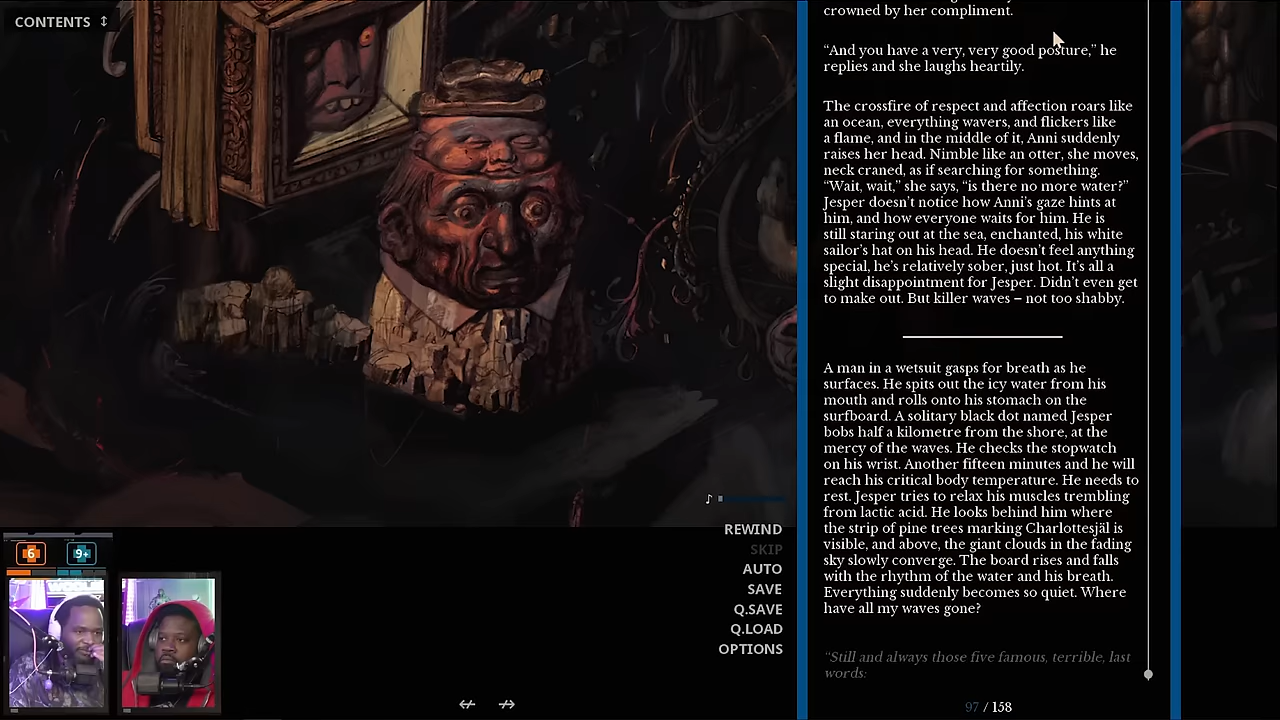 CONTENTS
crowned by her compliment.
“And you have a very, very good posture,” he
replies and she laughs heartily.
The crossfire of respect and affection roars like
an ocean, everything wavers, and flickers like
a flame, and in the middle of it, Anni suddenly
raises her head. Nimble like an otter, she moves,
neck craned, as if searching for something.
“Wait, wait,” she says, “is there no more water?”
Jesper doesn’t notice how Anni’s gaze hints at
him, and how everyone waits for him. He is
still staring out at the sea, enchanted, his white
sailor’s hat on his head. He doesn’t feel anything
special, he’s relatively sober, just hot. It’s all a
slight disappointment for Jesper. Didn’t even get
to make out. But killer waves – not too shabby.
A man in a wetsuit gasps for breath as he
surfaces. He spits out the icy water from his
mouth and rolls onto his stomach on the
surfboard. A solitary black dot named Jesper
bobs half a kilometre from the shore, at the
mercy of the waves. He checks the stopwatch
on his wrist. Another fifteen minutes and he will
reach his critical body temperature. He needs to
rest. Jesper tries to relax his muscles trembling
from lactic acid. He looks behind him where
the strip of pine trees marking Charlottesjäl is
visible, and above, the giant clouds in the fading
sky slowly converge. The board rises and falls
with the rhythm of the water and his breath.
Everything suddenly becomes so quiet. Where
have all my waves gone?
“Still and always those five famous, terrible, last
words:
97 / 158
REWIND
SKIP
AUTO
SAVE
Q.SAVE
Q.LOAD
OPTIONS
6
9+